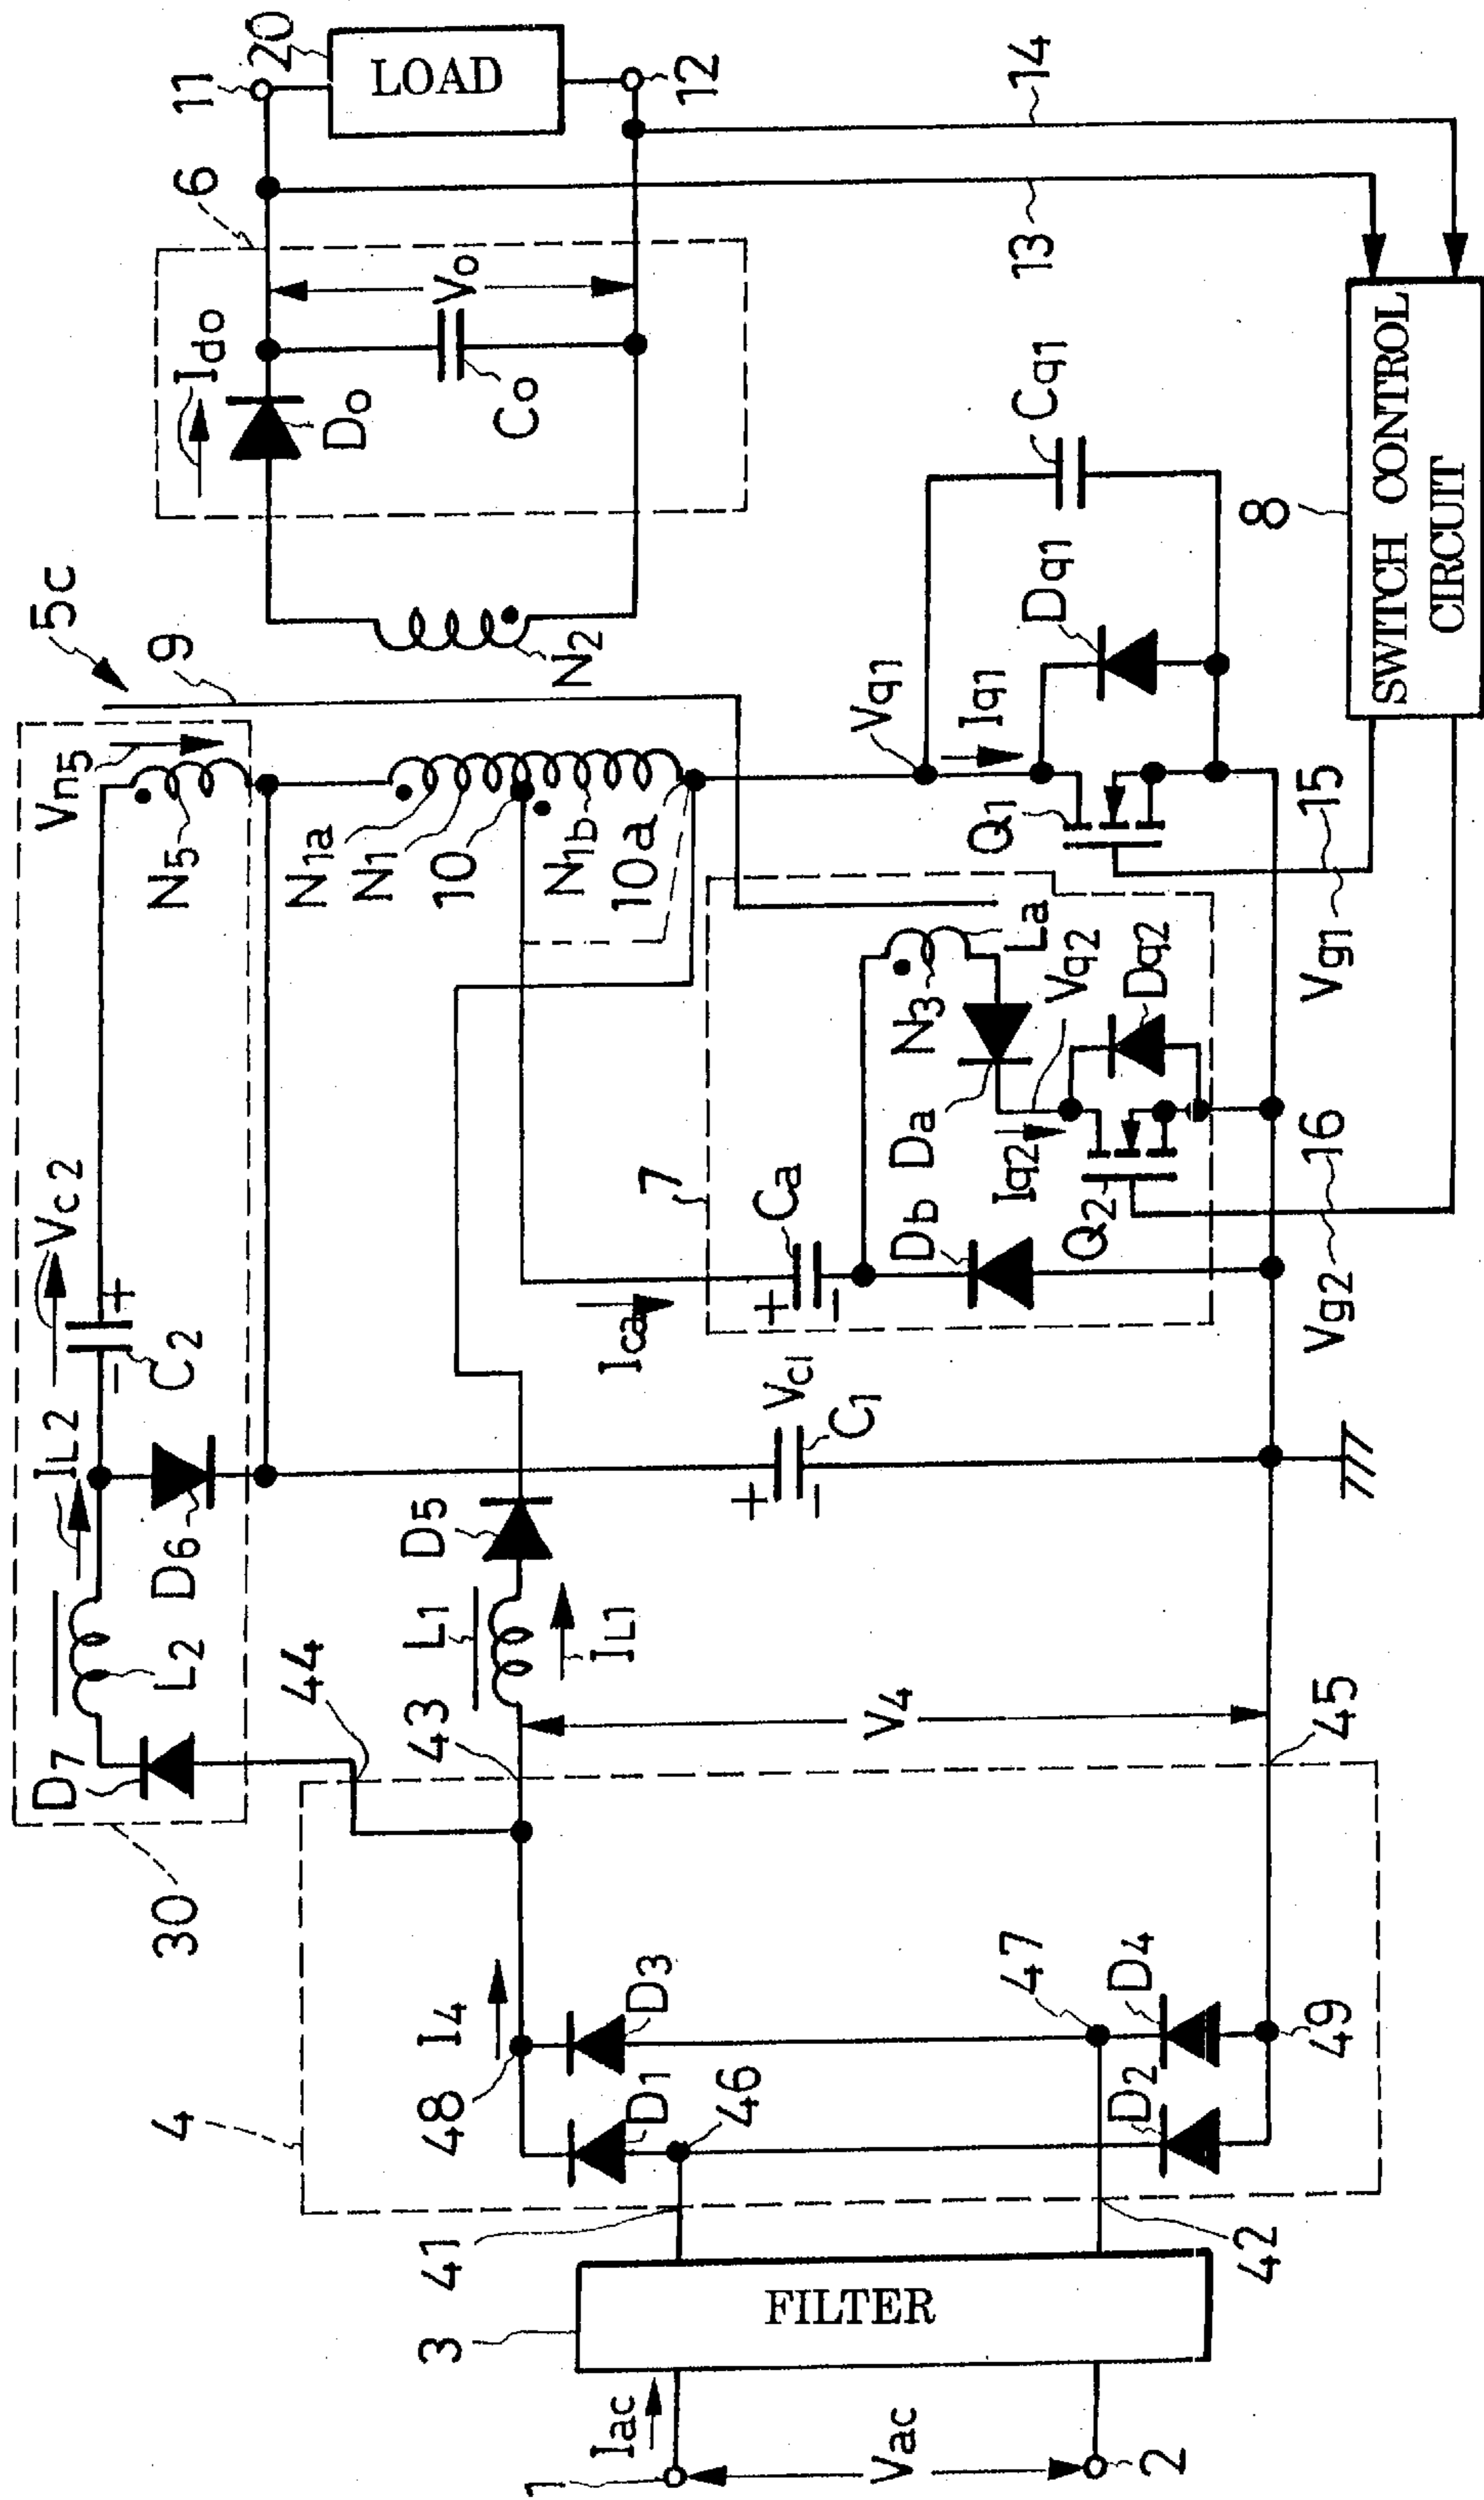 5c
Vn5
N5
9
Vc2
IL2
C2
D6
L2
D7
44
30
6
Ido
Do
Vo
Co
11
20
LOAD
12
N2
N1a
N1
10
N1b
10a
14
13
Vq1
Iq1
Dq1
Cq1
Q1
8
SWITCH CONTROL
CIRCUIT
15
Vg1
16
Vg2
La
N3
Vq2
Dq2
Da
Iq2
Q2
Db
7
Ca
+
−
Ica
Vc1
C1
+
−
+
−
D5
L1
IL1
43
V4
45
4
I4
48
D3
D1
46
47
D4
D2
49
41
42
3
FILTER
Iac
1
Vac
2